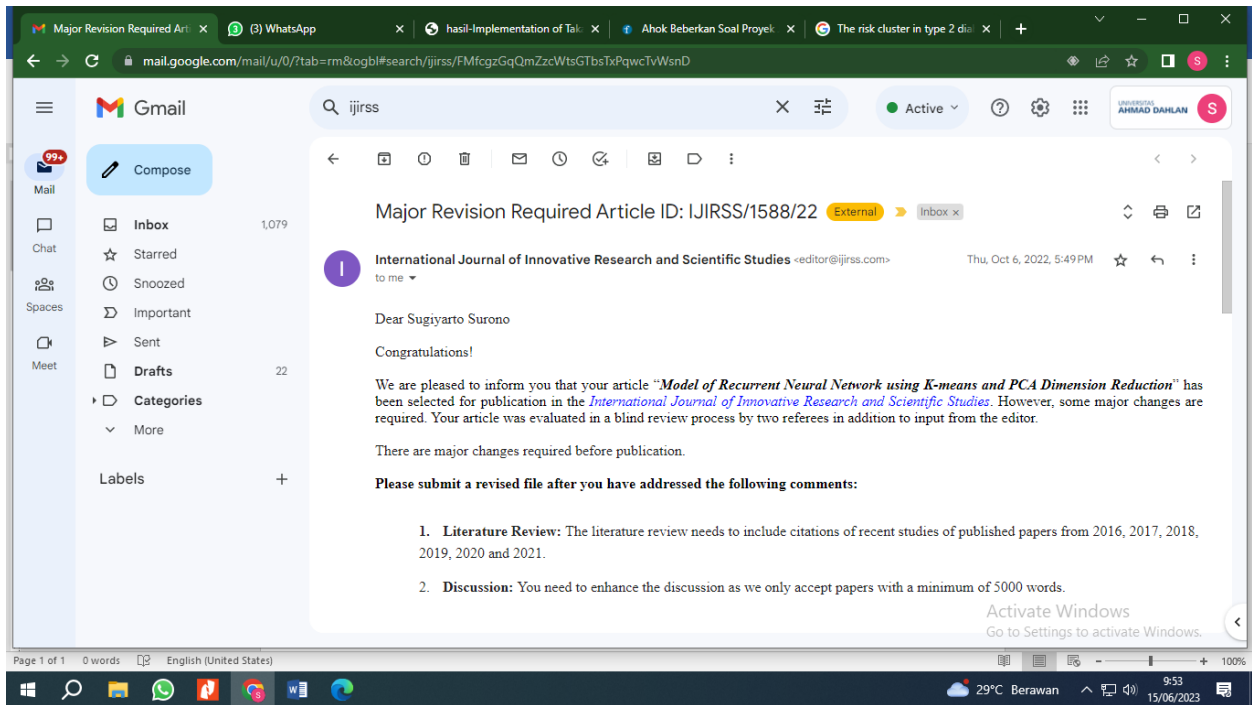 Major Revision Required Arti
(3) WhatsApp
hasil-Implementation of Tak
Ahok Beberkan Soal Proyek
The risk cluster in type 2 dia
mail.google.com/mail/u/0/?tab=rm&ogbl#search/ijirss/FMfcgzGqQmZzcWtsGTbsTxPqwcTvWsnD
S
Gmail
ijirss
Active
UNIVERSITAS
AHMAD DAHLAN
S
99+
Mail
Chat
Spaces
Meet
Compose
Inbox 1,079
Starred
Snoozed
Important
Sent
Drafts 22
Categories
More
Labels
Major Revision Required Article ID: IJIRSS/1588/22 External Inbox x
I
International Journal of Innovative Research and Scientific Studies <editor@ijirss.com> Thu, Oct 6, 2022, 5:49 PM
to me
Dear Sugiyarto Surono
Congratulations!
We are pleased to inform you that your article “Model of Recurrent Neural Network using K-means and PCA Dimension Reduction” has
been selected for publication in the International Journal of Innovative Research and Scientific Studies. However, some major changes are
required. Your article was evaluated in a blind review process by two referees in addition to input from the editor.
There are major changes required before publication.
Please submit a revised file after you have addressed the following comments:
1. Literature Review: The literature review needs to include citations of recent studies of published papers from 2016, 2017, 2018,
2019, 2020 and 2021.
2. Discussion: You need to enhance the discussion as we only accept papers with a minimum of 5000 words.
Activate Windows
Go to Settings to activate Windows.
Page 1 of 1 0 words English (United States) 100%
29°C Berawan
9:53
15/06/2023